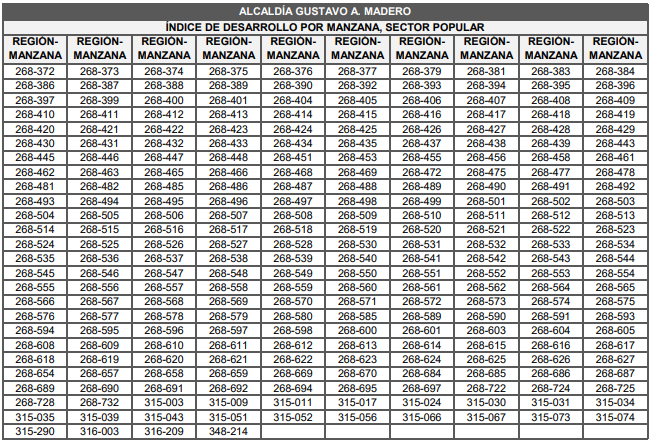 ALCALDÍA GUSTAVO A. MADERO
ÍNDICE DE DESARROLLO POR MANZANA, SECTOR POPULAR
REGIÓN- REGIÓN- REGIÓN- REGIÓN- REGIÓN- REGIÓN- REGIÓN- REGIÓN- REGIÓN- REGIÓN-
MANZANA MANZANA MANZANA MANZANA MANZANA MANZANA MANZANA MANZANA MANZANA MANZANA
268-372 268-373 268-374 268-375 268-376 268-377 268-379 268-381 268-383 268-384
268-386 268-387 268-388 268-389 268-390 268-392 268-393 268-394 268-395 268-396
268-397 268-399 268-400 268-401 268-404 268-405 268-406 268-407 268-408 268-409
268-410 268-411 268-412 268-413 268-414 268-415 268-416 268-417 268-418 268-419
268-420 268-421 268-422 268-423 268-424 268-425 268-426 268-427 268-428 268-429
268-430 268-431 268-432 268-433 268-434 268-435 268-437 268-438 268-439 268-443
268-445 268-446 268-447 268-448 268-451 268-453 268-455 268-456 268-458 268-461
268-462 268-463 268-465 268-466 268-468 268-469 268-472 268-475 268-477 268-478
268-481 268-482 268-485 268-486 268-487 268-488 268-489 268-490 268-491 268-492
268-493 268-494 268-495 268-496 268-497 268-498 268-499 268-501 268-502 268-503
268-504 268-505 268-506 268-507 268-508 268-509 268-510 268-511 268-512 268-513
268-514 268-515 268-516 268-517 268-518 268-519 268-520 268-521 268-522 268-523
268-524 268-525 268-526 268-527 268-528 268-530 268-531 268-532 268-533 268-534
268-535 268-536 268-537 268-538 268-539 268-540 268-541 268-542 268-543 268-544
268-545 268-546 268-547 268-548 268-549 268-550 268-551 268-552 268-553 268-554
268-555 268-556 268-557 268-558 268-559 268-560 268-561 268-562 268-564 268-565
268-566 268-567 268-568 268-569 268-570 268-571 268-572 268-573 268-574 268-575
268-576 268-577 268-578 268-579 268-580 268-585 268-589 268-590 268-591 268-593
268-594 268-595 268-596 268-597 268-598 268-600 268-601 268-603 268-604 268-605
268-608 268-609 268-610 268-611 268-612 268-613 268-614 268-615 268-616 268-617
268-618 268-619 268-620 268-621 268-622 268-623 268-624 268-625 268-626 268-627
268-654 268-657 268-658 268-659 268-669 268-670 268-684 268-685 268-686 268-687
268-689 268-690 268-691 268-692 268-694 268-695 268-697 268-722 268-724 268-725
268-728 268-732 315-003 315-009 315-011 315-017 315-024 315-030 315-031 315-034
315-035 315-039 315-043 315-051 315-052 315-056 315-066 315-067 315-073 315-074
315-290 316-003 316-209 348-214